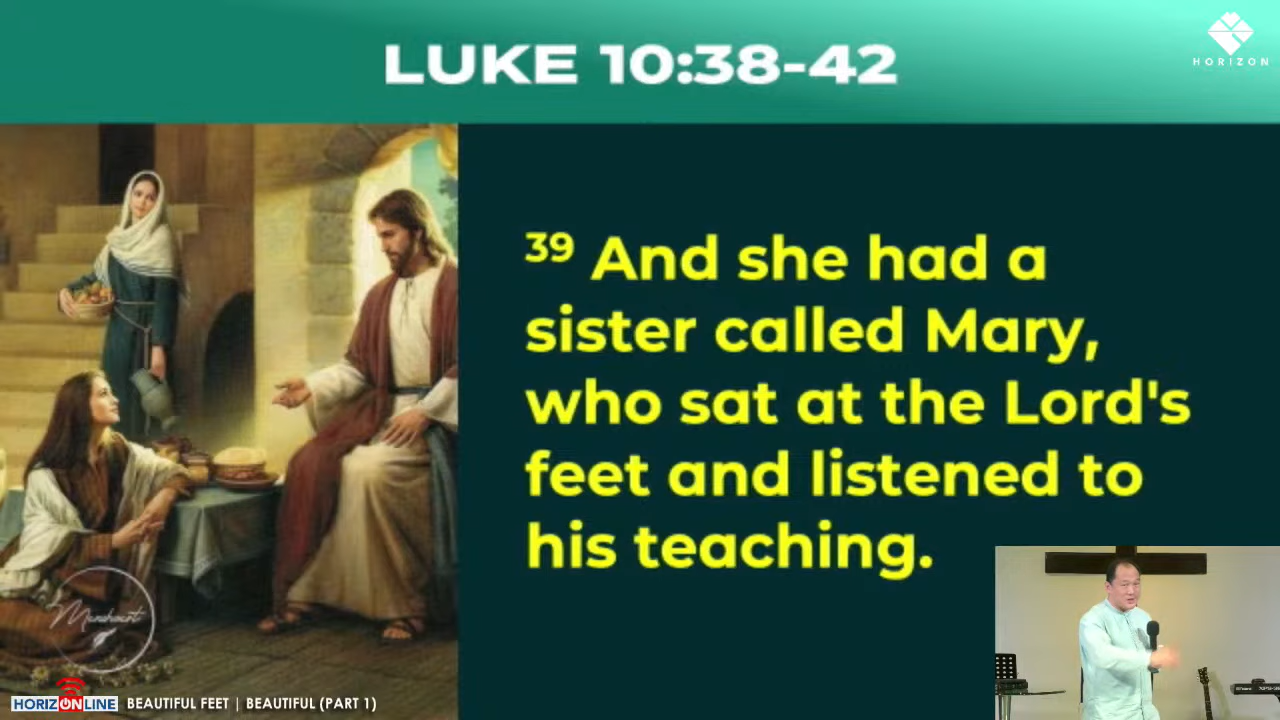 LUKE 10:38-42
HORIZON
39 And she had a
sister called Mary,
who sat at the Lord's
feet and listened to
his teaching.
HORIZONLINE BEAUTIFUL FEET | BEAUTIFUL (PART 1)